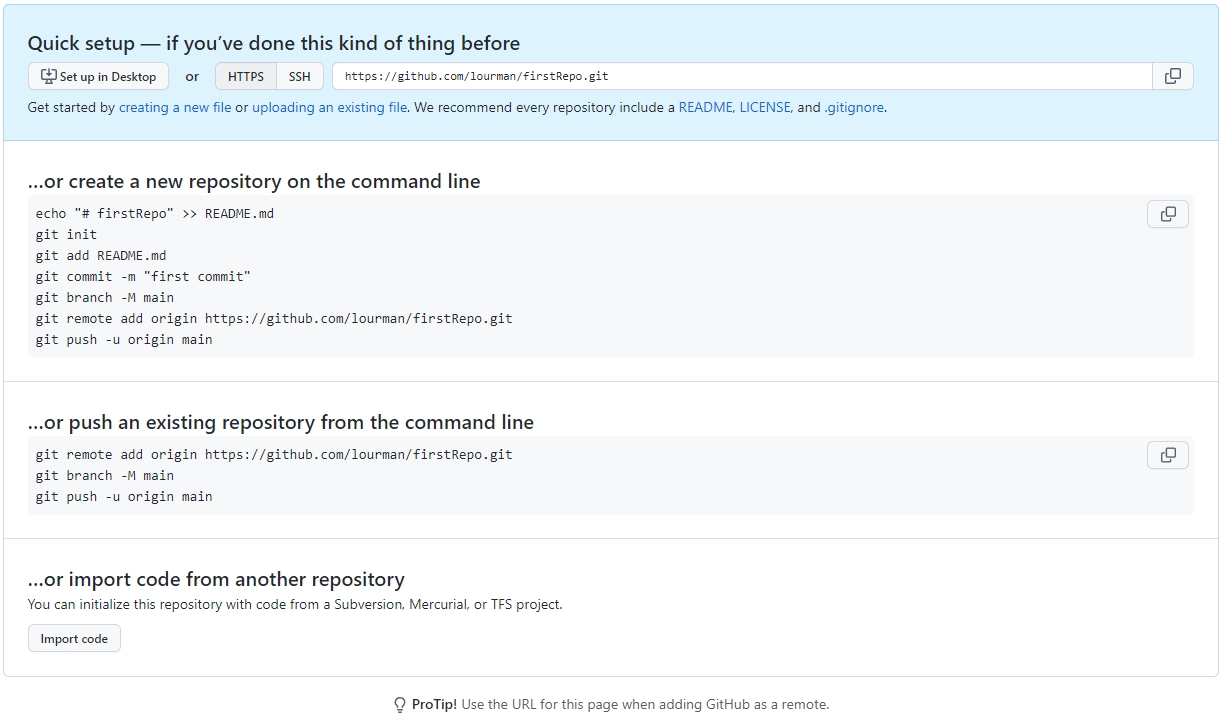 Quick setup — if you’ve done this kind of thing before
Set up in Desktop or HTTPS SSH https://github.com/lourman/firstRepo.git
Get started by creating a new file or uploading an existing file. We recommend every repository include a README, LICENSE, and .gitignore.
…or create a new repository on the command line
echo "# firstRepo" >> README.md
git init
git add README.md
git commit -m "first commit"
git branch -M main
git remote add origin https://github.com/lourman/firstRepo.git
git push -u origin main
…or push an existing repository from the command line
git remote add origin https://github.com/lourman/firstRepo.git
git branch -M main
git push -u origin main
…or import code from another repository
You can initialize this repository with code from a Subversion, Mercurial, or TFS project.
Import code
ProTip! Use the URL for this page when adding GitHub as a remote.